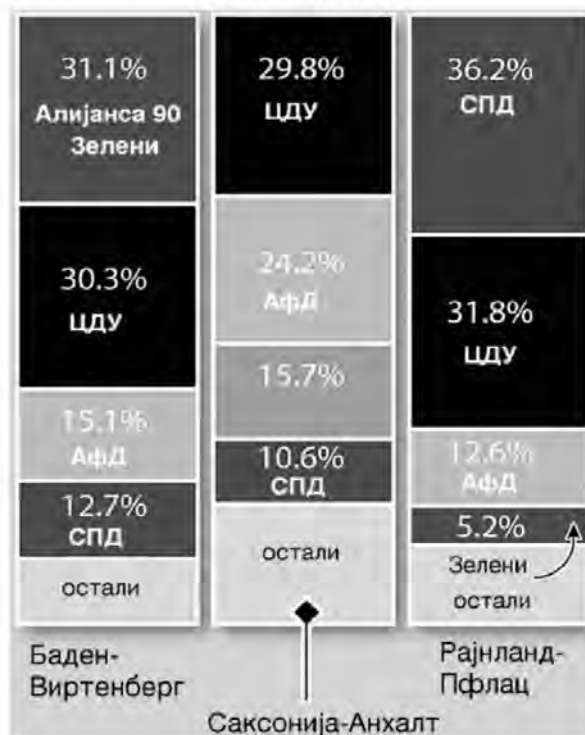 31.1%
Алијанса 90
Зелени
30.3%
ЦДУ
15.1%
АфД
12.7%
СПД
остали
Баден-
Виртенберг
29.8%
ЦДУ
24.2%
АфД
15.7%
10.6%
СПД
остали
Саксонија-Анхалт
36.2%
СПД
31.8%
ЦДУ
12.6%
АфД
5.2%
Зелени
остали
Рајнланд-
Пфлац